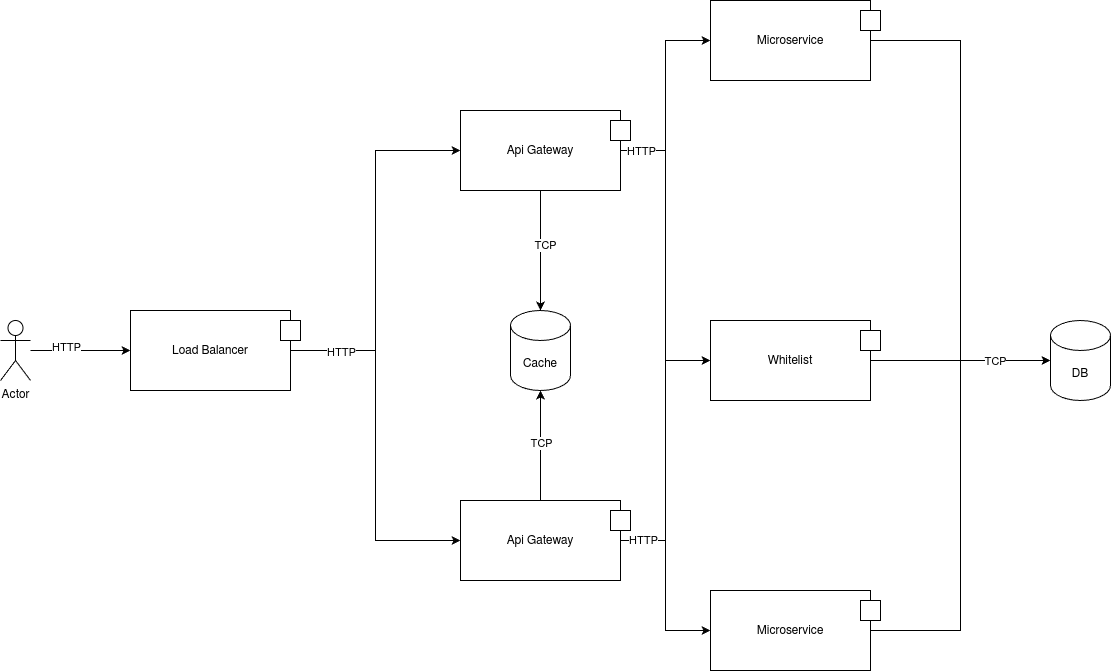 Microservice
Api Gateway
HTTP
TCP
HTTP
Load Balancer
HTTP
Cache
Whitelist
TCP
DB
Actor
TCP
Api Gateway
HTTP
Microservice